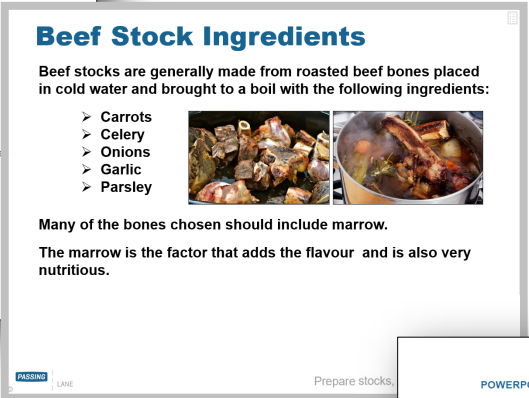 Beef Stock Ingredients
Beef stocks are generally made from roasted beef bones placed
in cold water and brought to a boil with the following ingredients:
➢ Carrots
➢ Celery
➢ Onions
➢ Garlic
➢ Parsley
Many of the bones chosen should include marrow.
The marrow is the factor that adds the flavour and is also very
nutritious.
PASSING LANE
Prepare stocks,
POWERPO